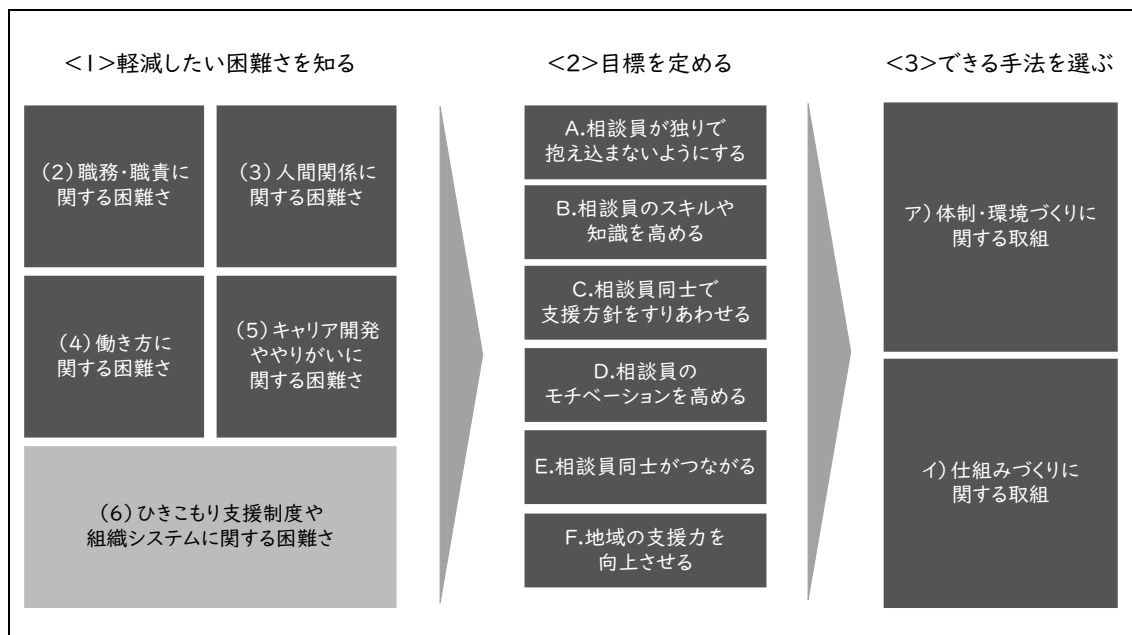 <1>軽減したい困難さを知る
(2)職務・職責に
関する困難さ
(3)人間関係に
関する困難さ
(4)働き方に
関する困難さ
(5)キャリア開発
ややりがいに
関する困難さ
(6)ひきこもり支援制度や
組織システムに関する困難さ
<2>目標を定める
A.相談員が独りで
抱え込まないようにする
B.相談員のスキルや
知識を高める
C.相談員同士で
支援方針をすりあわせる
D.相談員の
モチベーションを高める
E.相談員同士がつながる
F.地域の支援力を
向上させる
<3>できる手法を選ぶ
ア)体制・環境づくりに
関する取組
イ)仕組みづくりに
関する取組